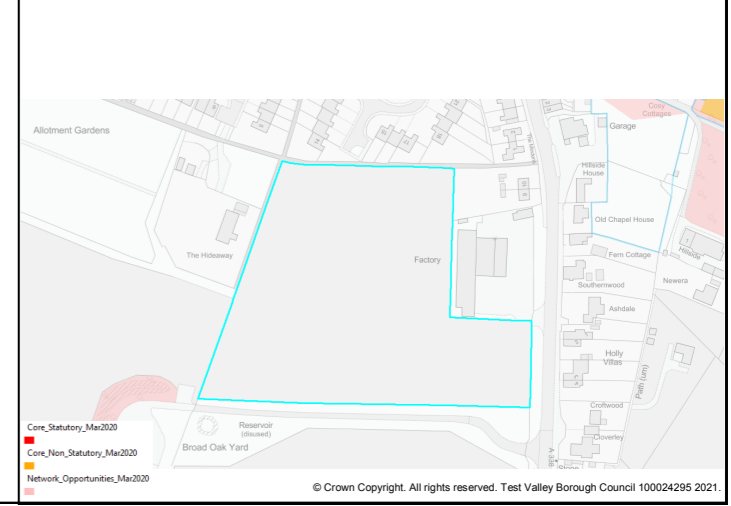 Allotment Gardens
Cosy
Cottages
Garage
The Mount
Hillside
House
Old Chapel House
The Hideaway
Factory
Fern Cottage
Hillside
Southernwood
Newera
Ashdale
Holly
Villas
Path (um)
Croftwood
Cloverley
Reservoir
(disused)
Broad Oak Yard
Core_Statutory_Mar2020
Core_Non_Statutory_Mar2020
Network_Opportunities_Mar2020
© Crown Copyright. All rights reserved. Test Valley Borough Council 100024295 2021.